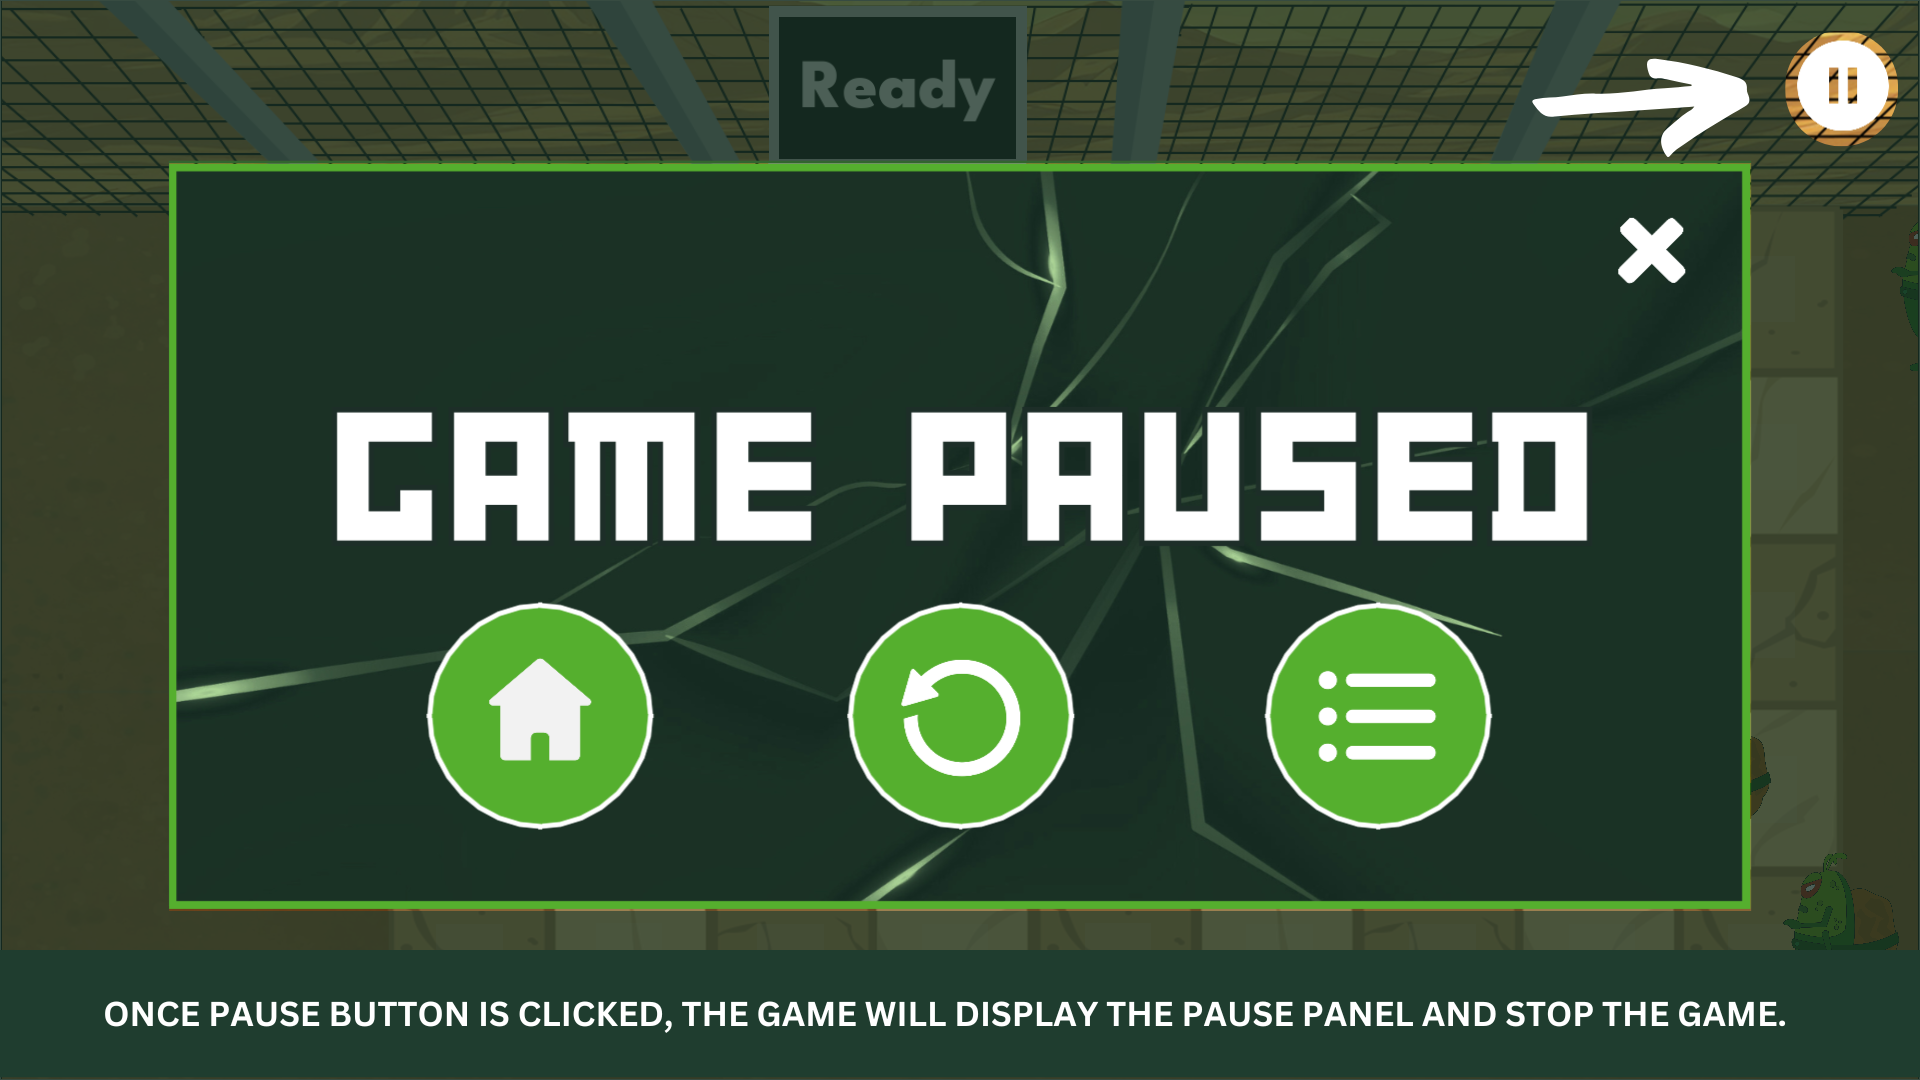 Ready
GAME PAUSED
ONCE PAUSE BUTTON IS CLICKED, THE GAME WILL DISPLAY THE PAUSE PANEL AND STOP THE GAME.